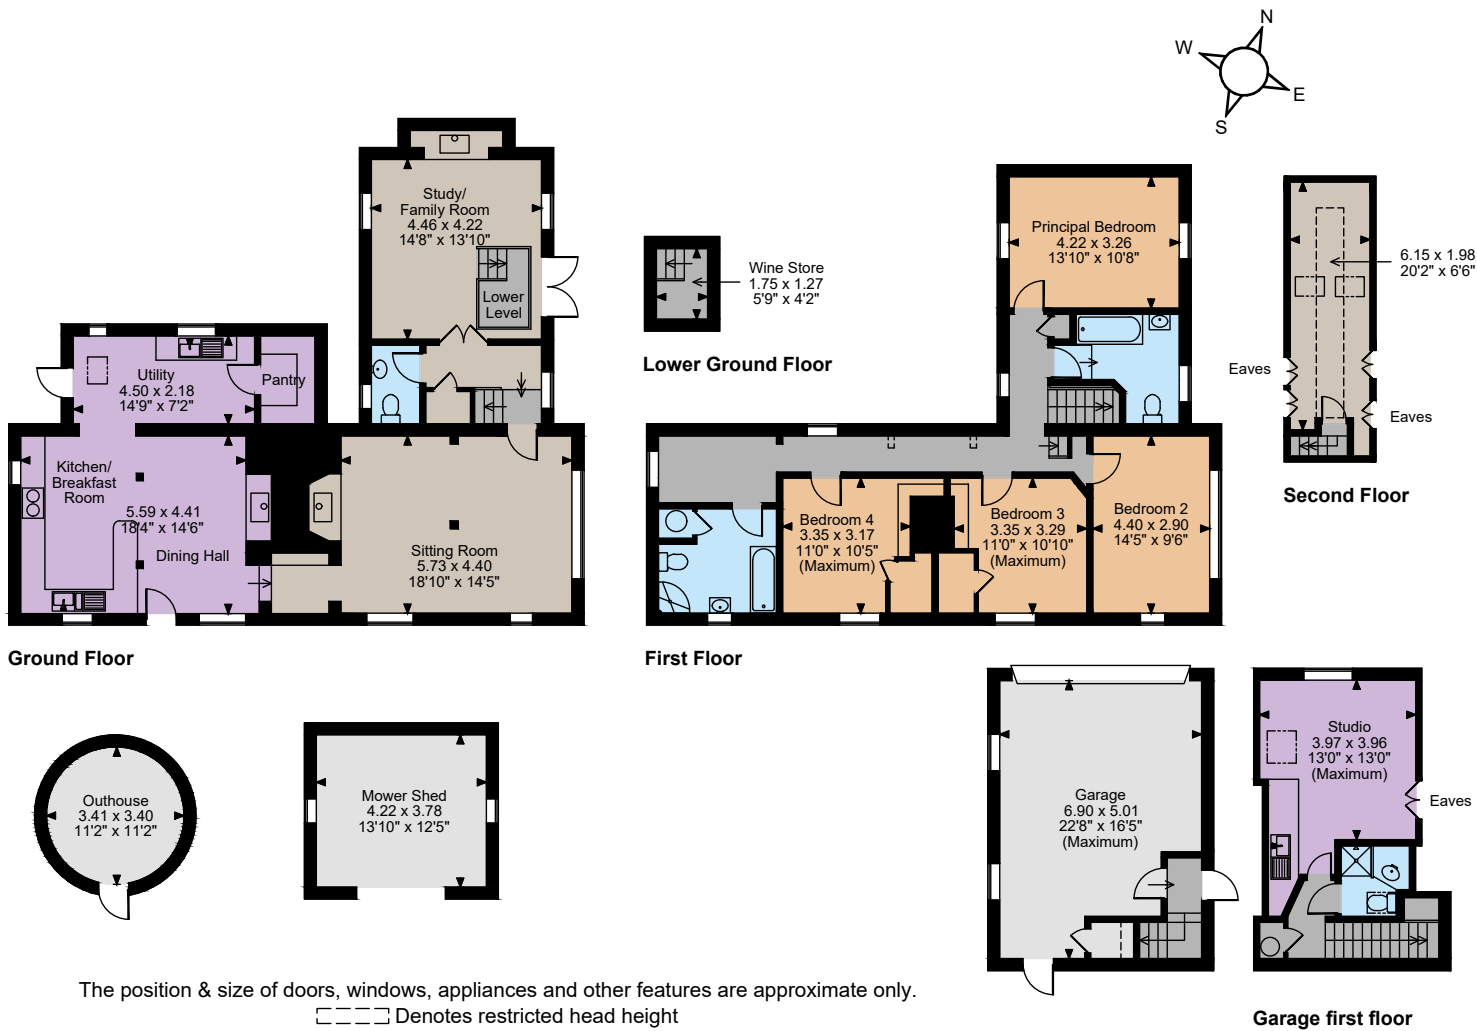 N
W
E
S
Study/
Family Room
4.46 x 4.22
14'8" x 13'10"
Lower
Level
Utility
4.50 x 2.18
14'9" x 7'2"
Pantry
Kitchen/
Breakfast
Room
5.59 x 4.41
18'4" x 14'6"
Dining Hall
Sitting Room
5.73 x 4.40
18'10" x 14'5"
Ground Floor
Wine Store
1.75 x 1.27
5'9" x 4'2"
Lower Ground Floor
Principal Bedroom
4.22 x 3.26
13'10" x 10'8"
Bedroom 4
3.35 x 3.17
11'0" x 10'5"
(Maximum)
Bedroom 3
3.35 x 3.29
11'0" x 10'10"
(Maximum)
Bedroom 2
4.40 x 2.90
14'5" x 9'6"
First Floor
6.15 x 1.98
20'2" x 6'6"
Eaves
Eaves
Second Floor
Outhouse
3.41 x 3.40
11'2" x 11'2"
Mower Shed
4.22 x 3.78
13'10" x 12'5"
Garage
6.90 x 5.01
22'8" x 16'5"
(Maximum)
Studio
3.97 x 3.96
13'0" x 13'0"
(Maximum)
Eaves
Garage first floor
The position & size of doors, windows, appliances and other features are approximate only.
Denotes restricted head height